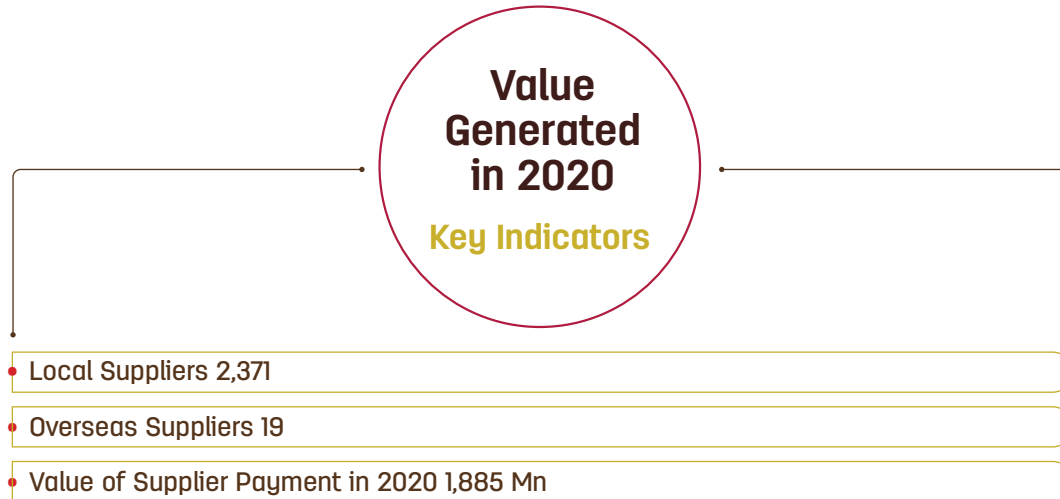 Value
Generated
in 2020
Key Indicators
Local Suppliers 2,371
Overseas Suppliers 19
Value of Supplier Payment in 2020 1,885 Mn